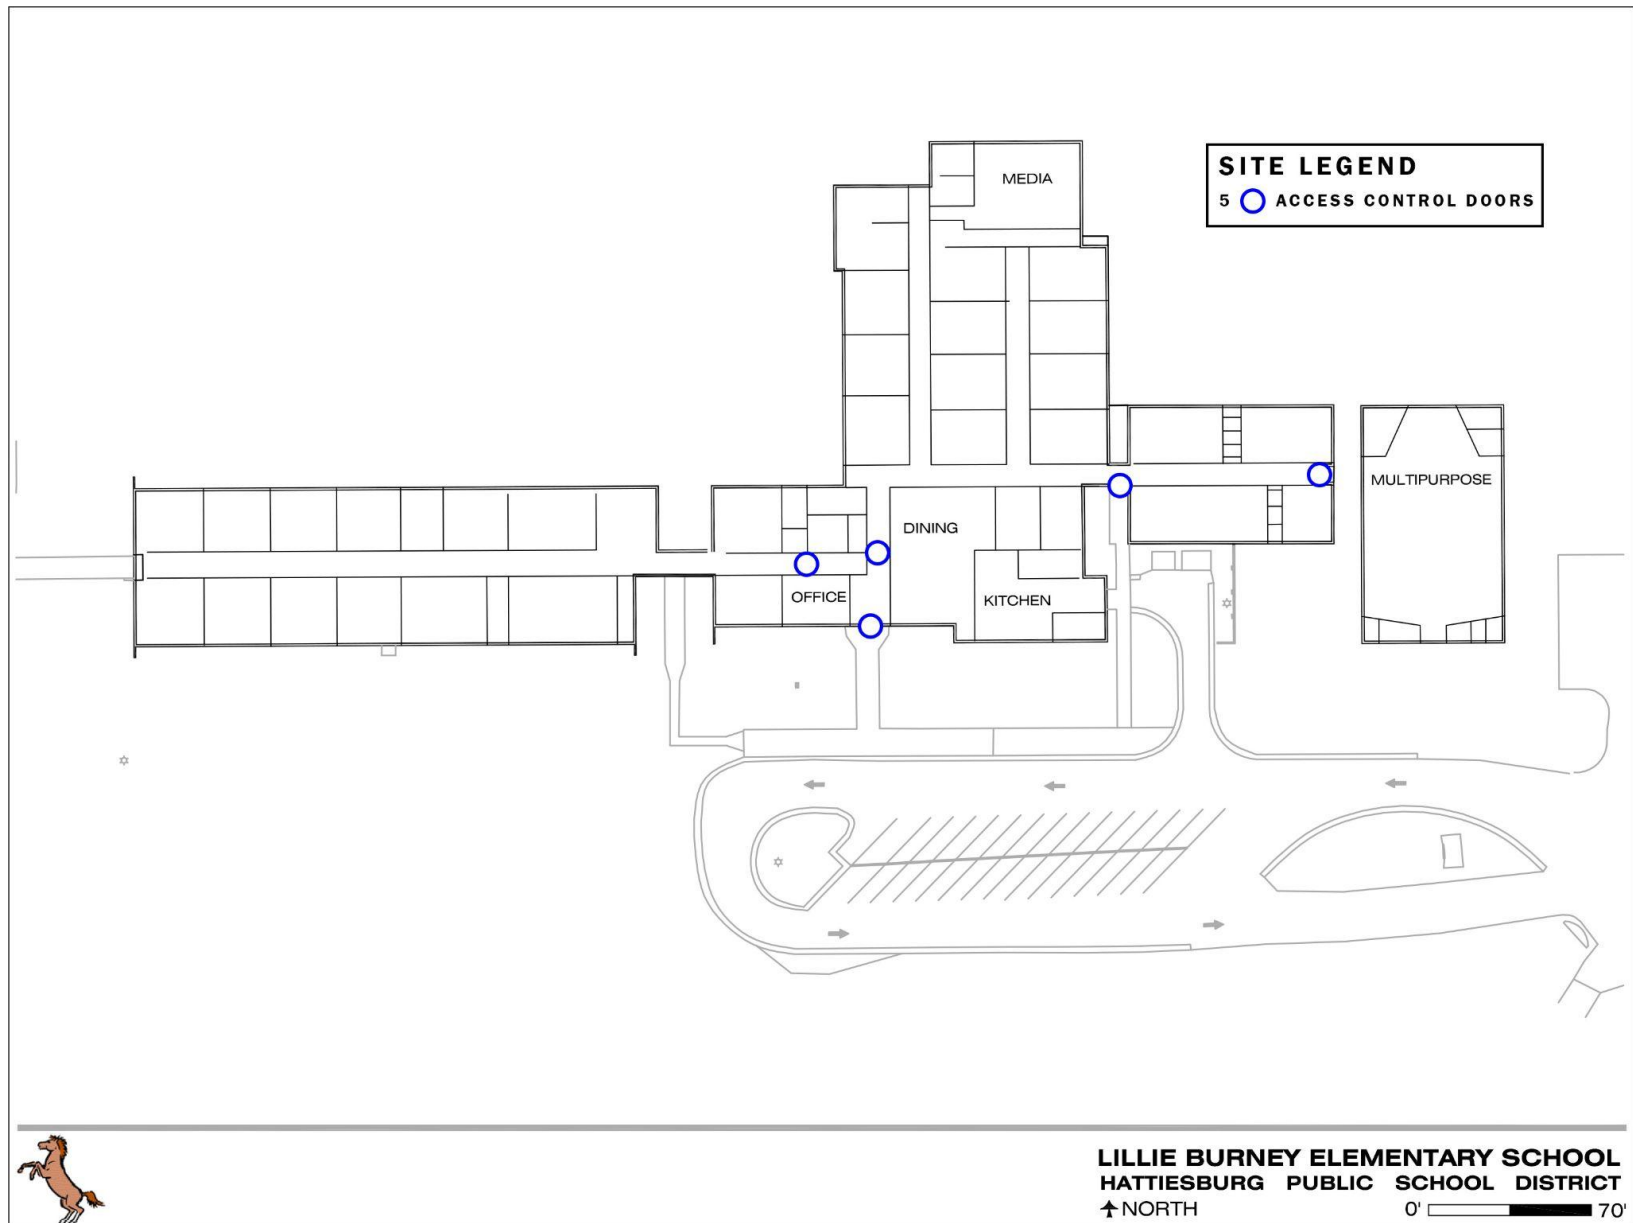 MEDIA
SITE LEGEND
5 ACCESS CONTROL DOORS
MULTIPURPOSE
DINING
OFFICE
KITCHEN
LILLIE BURNEY ELEMENTARY SCHOOL
HATTIESBURG PUBLIC SCHOOL DISTRICT
NORTH 0' 70'